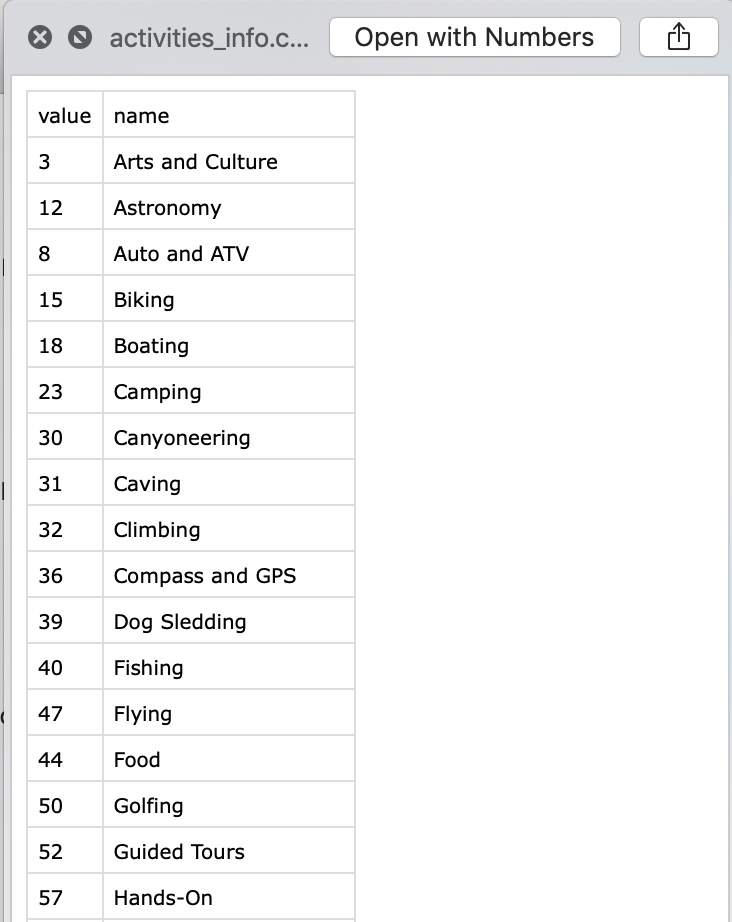 activities_info.c... Open with Numbers
value name
3 Arts and Culture
12 Astronomy
8 Auto and ATV
15 Biking
18 Boating
23 Camping
30 Canyoneering
31 Caving
32 Climbing
36 Compass and GPS
39 Dog Sledding
40 Fishing
47 Flying
44 Food
50 Golfing
52 Guided Tours
57 Hands-On